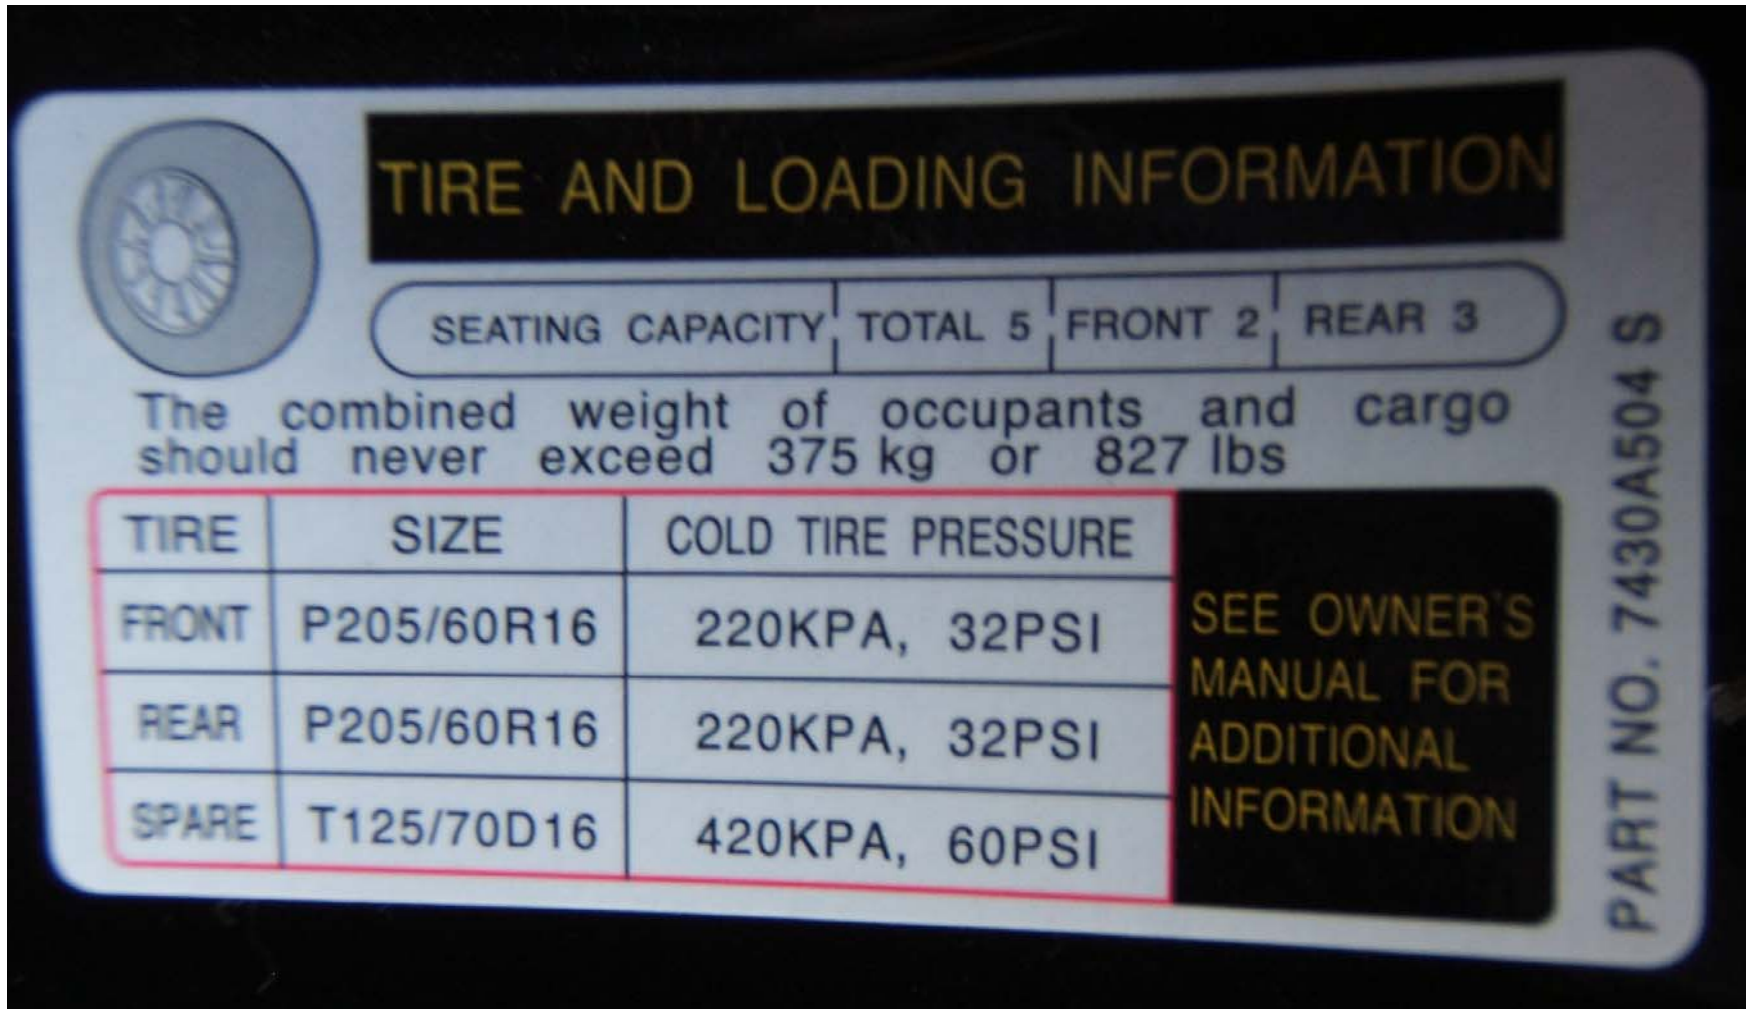 TIRE AND LOADING INFORMATION
SEATING CAPACITY TOTAL 5 FRONT 2 REAR 3
The combined weight of occupants and cargo
should never exceed 375 kg or 827 lbs
TIRE SIZE COLD TIRE PRESSURE
FRONT P205/60R16 220KPA, 32PSI
REAR P205/60R16 220KPA, 32PSI
SPARE T125/70D16 420KPA, 60PSI
SEE OWNER'S
MANUAL FOR
ADDITIONAL
INFORMATION
PART NO. 7430A504 S